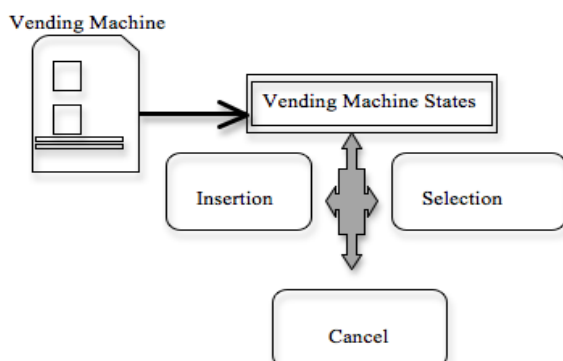 Vending Machine
Vending Machine States
Insertion
Selection
Cancel